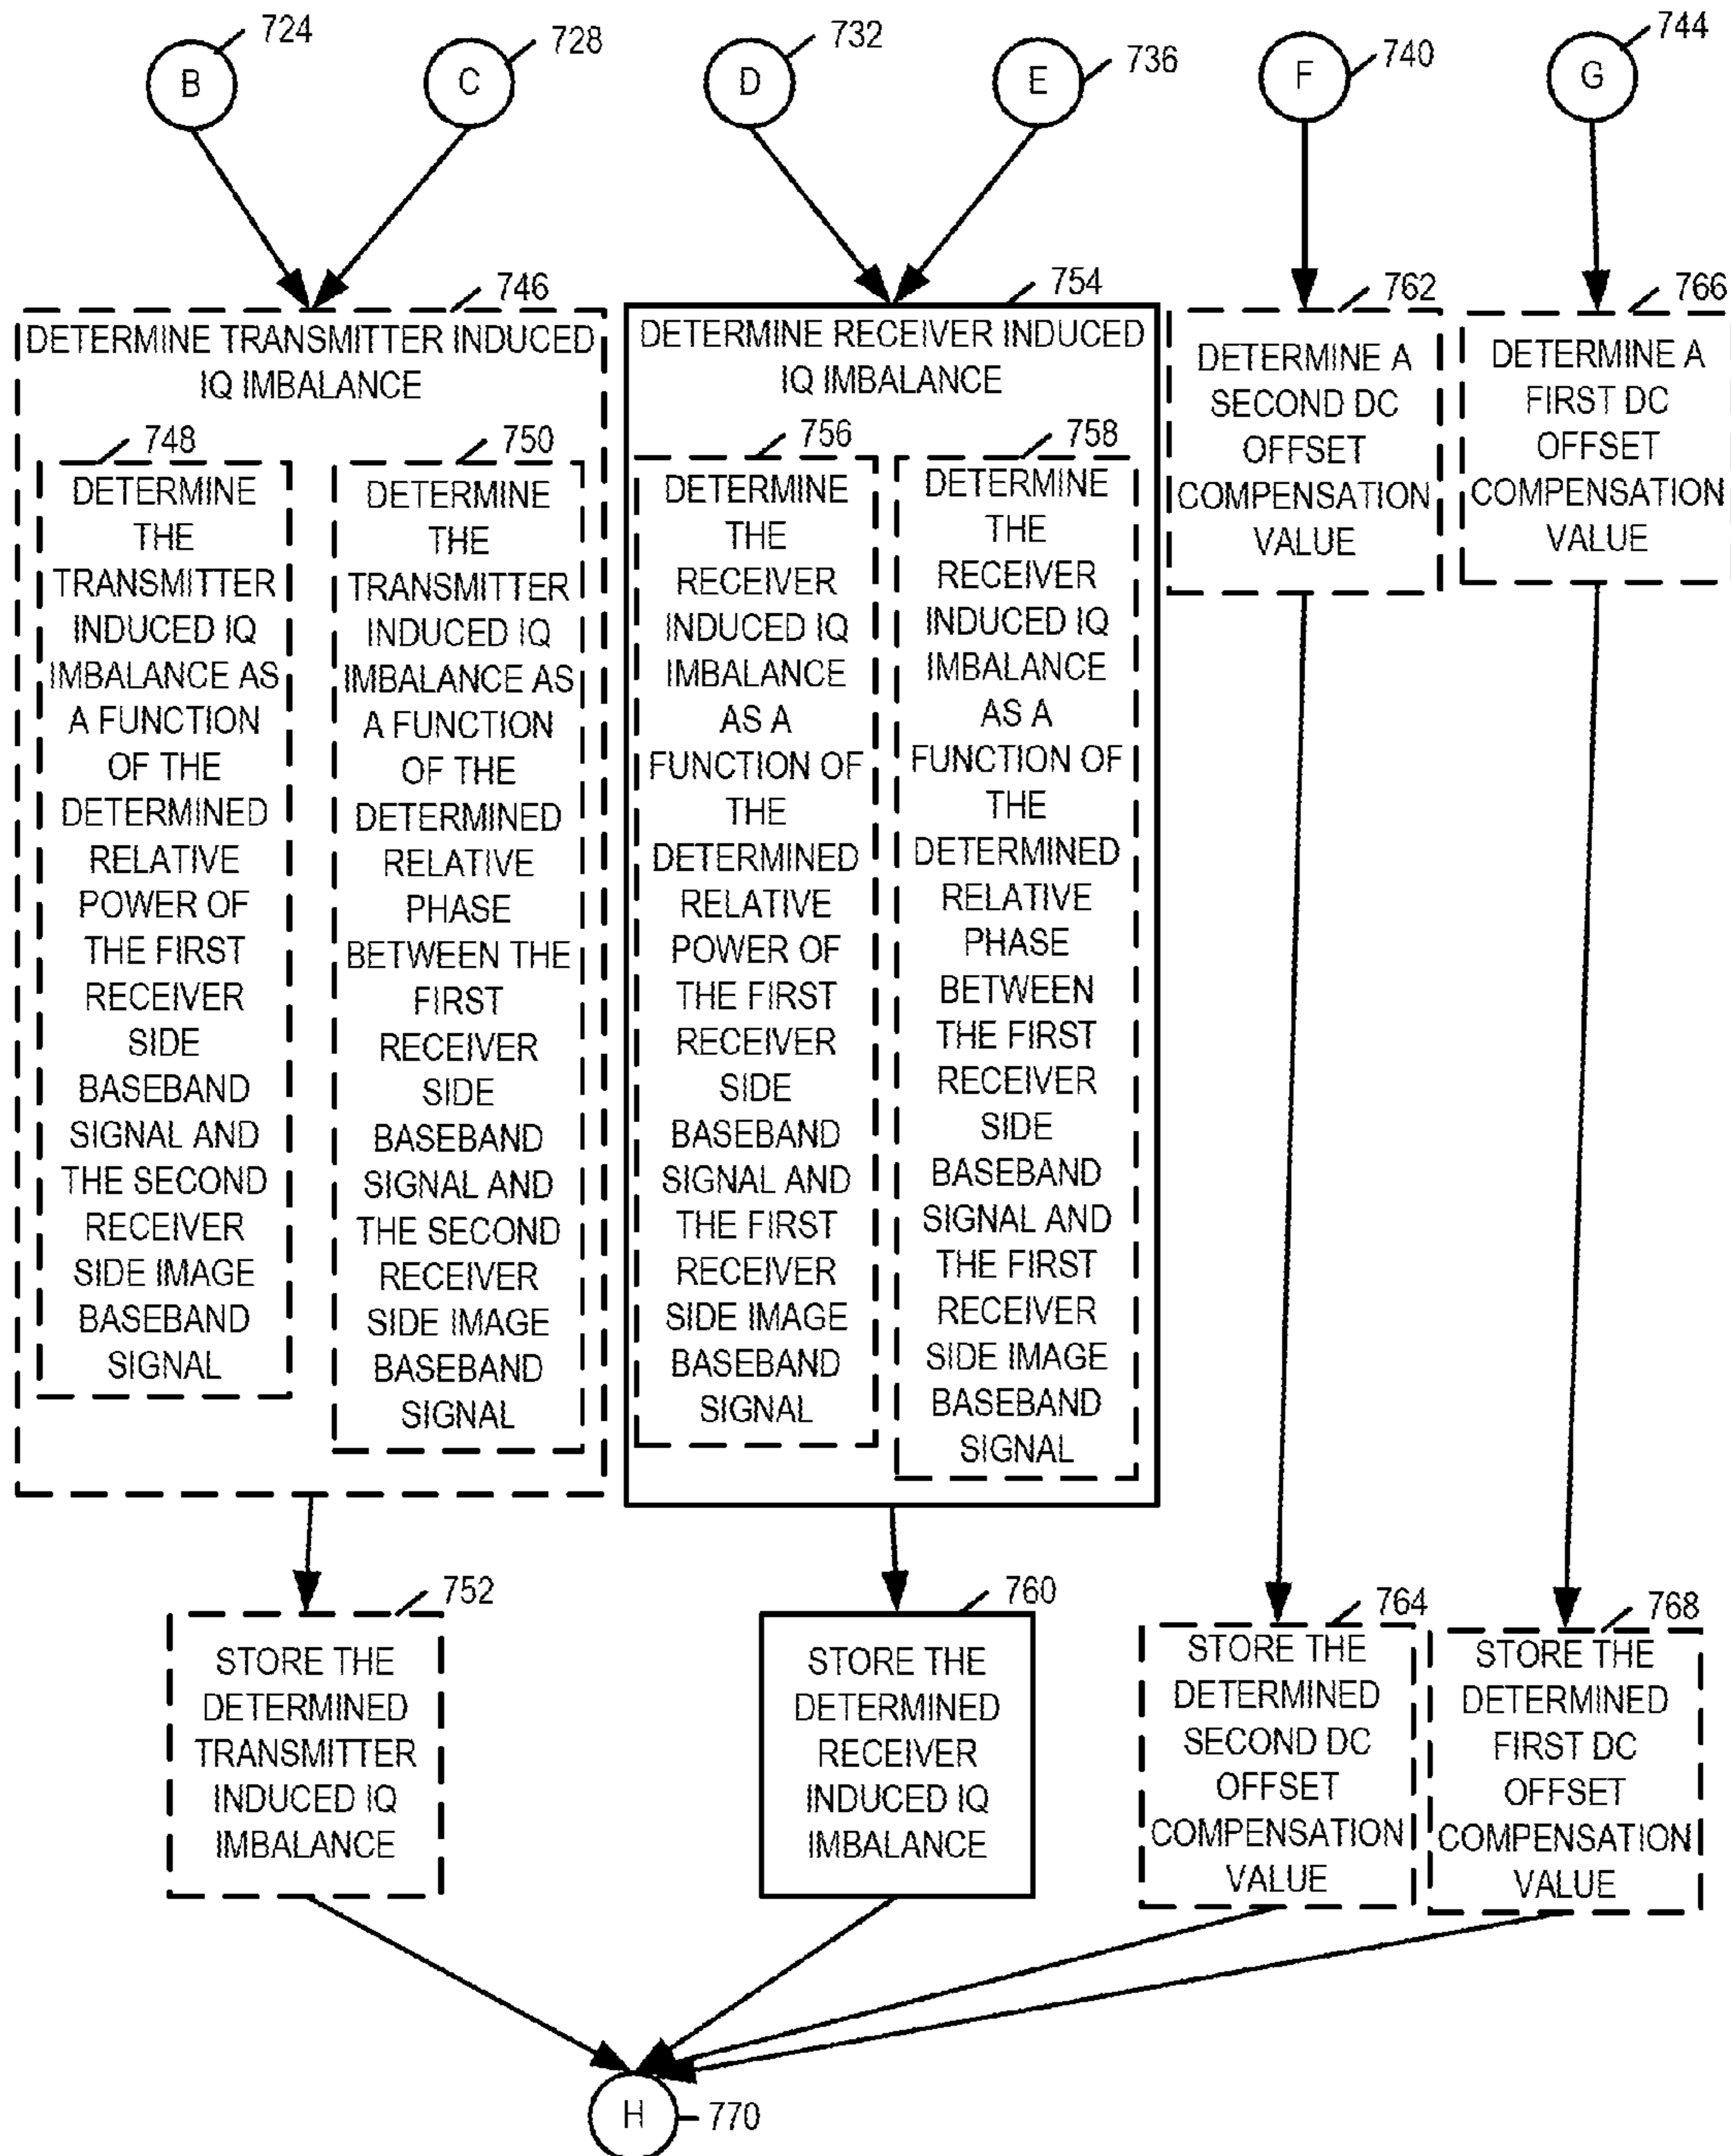 724
728
732
736
740
744
B
C
D
E
F
G
746
DETERMINE TRANSMITTER INDUCED
IQ IMBALANCE
748
DETERMINE
THE
TRANSMITTER
INDUCED IQ
IMBALANCE AS
A FUNCTION
OF THE
DETERMINED
RELATIVE
POWER OF
THE FIRST
RECEIVER
SIDE
BASEBAND
SIGNAL AND
THE SECOND
RECEIVER
SIDE IMAGE
BASEBAND
SIGNAL
750
DETERMINE
THE
TRANSMITTER
INDUCED IQ
IMBALANCE AS
A FUNCTION
OF THE
DETERMINED
RELATIVE
PHASE
BETWEEN THE
FIRST
RECEIVER
SIDE
BASEBAND
SIGNAL AND
THE SECOND
RECEIVER
SIDE IMAGE
BASEBAND
SIGNAL
754
DETERMINE RECEIVER INDUCED
IQ IMBALANCE
756
DETERMINE
THE
RECEIVER
INDUCED IQ
IMBALANCE
AS A
FUNCTION OF
THE
DETERMINED
RELATIVE
POWER OF
THE FIRST
RECEIVER
SIDE
BASEBAND
SIGNAL AND
THE FIRST
RECEIVER
SIDE IMAGE
BASEBAND
SIGNAL
758
DETERMINE
THE
RECEIVER
INDUCED IQ
IMBALANCE
AS A
FUNCTION OF
THE
DETERMINED
RELATIVE
PHASE
BETWEEN
THE FIRST
RECEIVER
SIDE
BASEBAND
SIGNAL AND
THE FIRST
RECEIVER
SIDE IMAGE
BASEBAND
SIGNAL
762
DETERMINE A
SECOND DC
OFFSET
COMPENSATION
VALUE
766
DETERMINE A
FIRST DC
OFFSET
COMPENSATION
VALUE
752
STORE THE
DETERMINED
TRANSMITTER
INDUCED IQ
IMBALANCE
760
STORE THE
DETERMINED
RECEIVER
INDUCED IQ
IMBALANCE
764
STORE THE
DETERMINED
SECOND DC
OFFSET
COMPENSATION
VALUE
768
STORE THE
DETERMINED
FIRST DC
OFFSET
COMPENSATION
VALUE
H
770